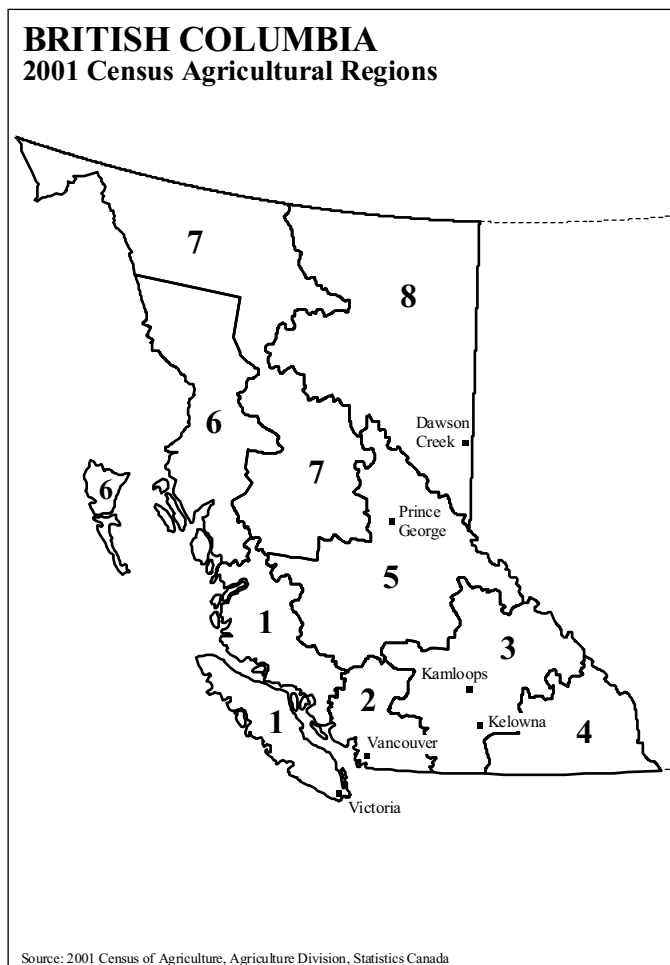 BRITISH COLUMBIA
2001 Census Agricultural Regions
7
8
6
Dawson
Creek
7
6
Prince
George
5
1
3
Kamloops
2
1
Kelowna
4
Vancouver
Victoria
Source: 2001 Census of Agriculture, Agriculture Division, Statistics Canada